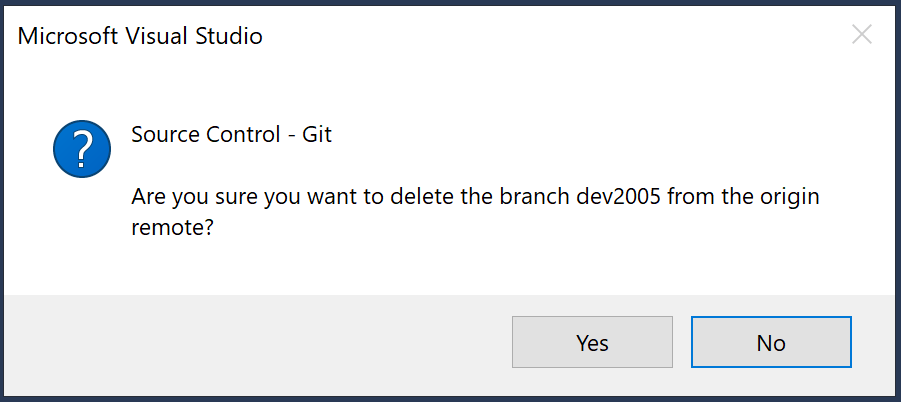 Microsoft Visual Studio
?
Source Control - Git
Are you sure you want to delete the branch dev2005 from the origin
remote?
Yes
No